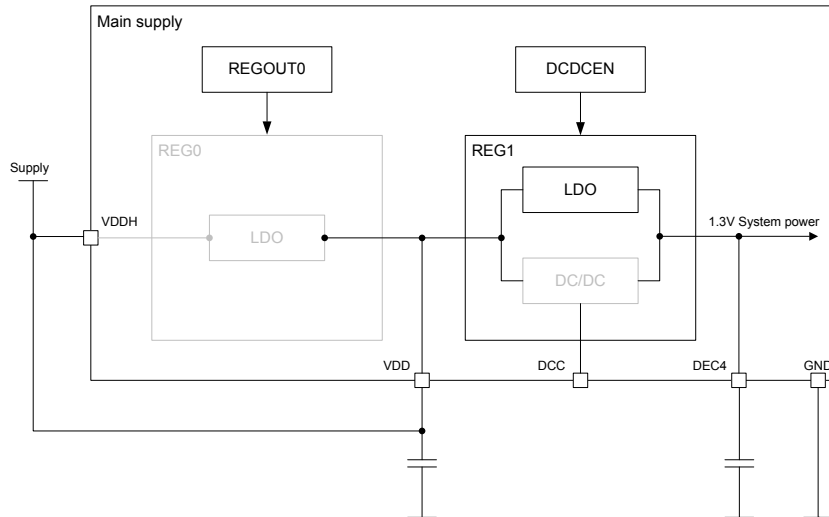 Main supply
REGOUT0
DCDCEN
REG0
REG1
Supply
LDO
VDDH
LDO
1.3V System power
DC/DC
VDD
DCC
DEC4
GND